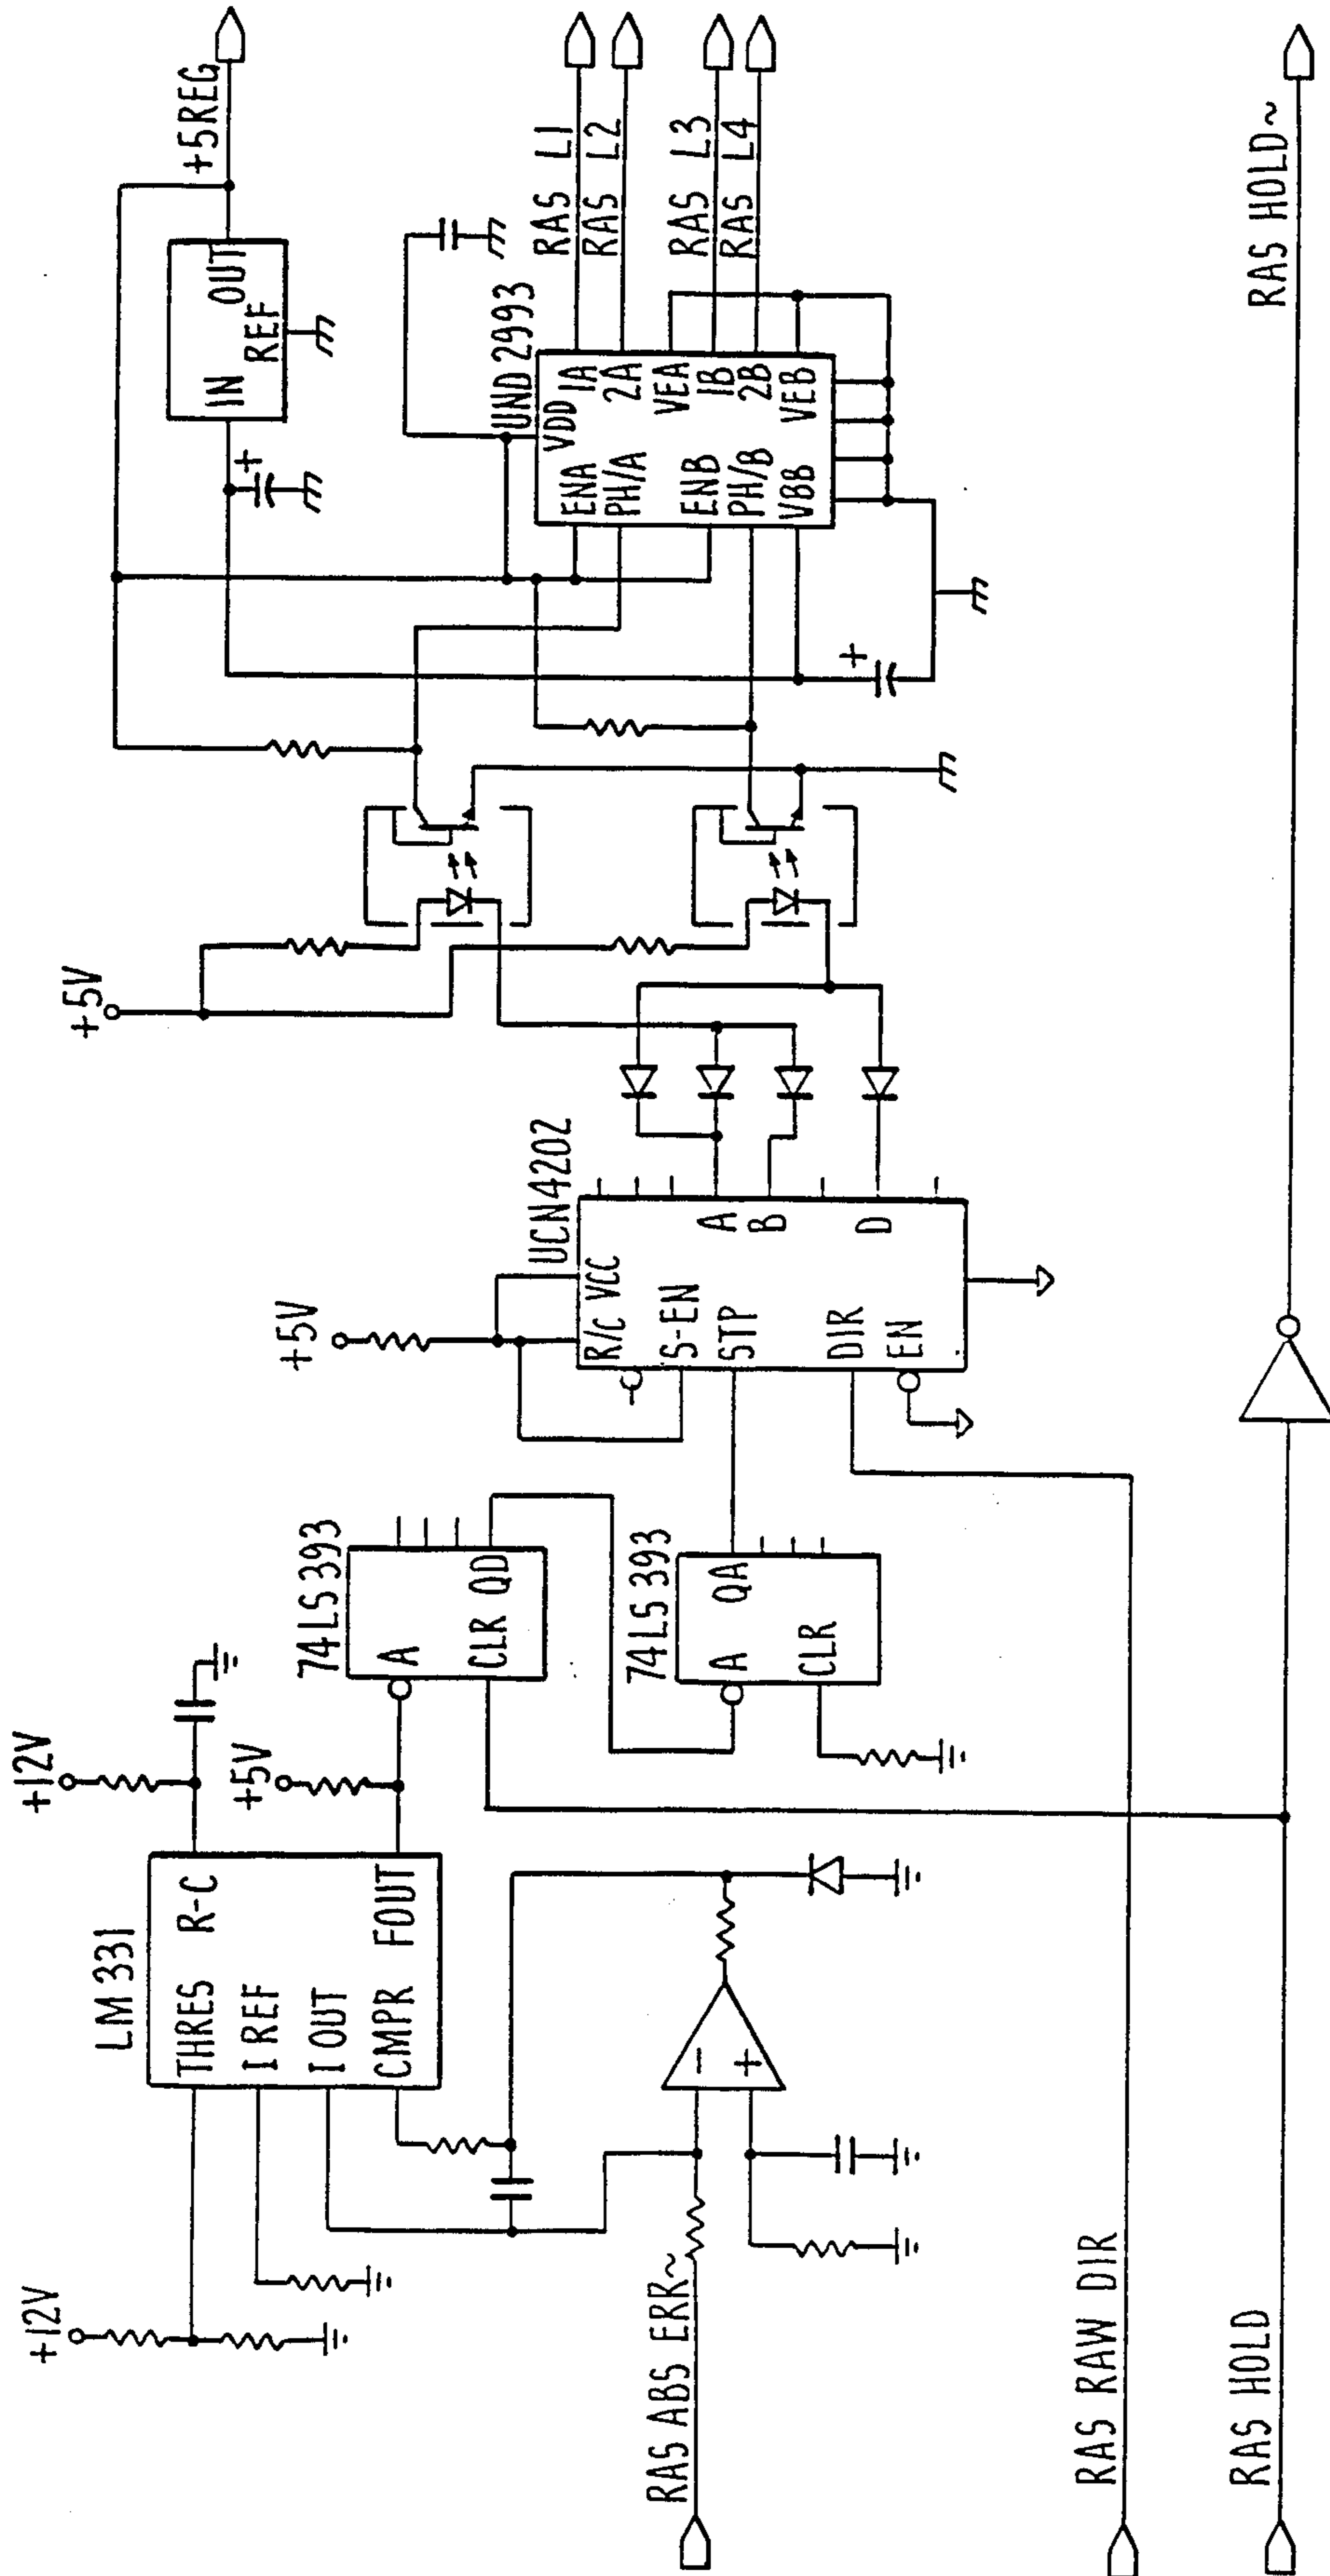 +12V
LM 331
THRES R-C
I REF
I OUT
CMPR FOUT
+12V
+5V
74LS393
A
CLR QD
74LS393
A QA
CLR
+5V
UCN4202
R/C VCC
S-EN
STP
DIR
EN
A
B
D
+5V
+
IN OUT
REF
+5REG
UND 2993
VDD
ENA 1A
PH/A 2A
VEA
ENB 1B
PH/B 2B
VBB VEB
+
RAS L1
RAS L2
RAS L3
RAS L4
−
+
RAS ABS ERR~
RAS RAW DIR
RAS HOLD
RAS HOLD~